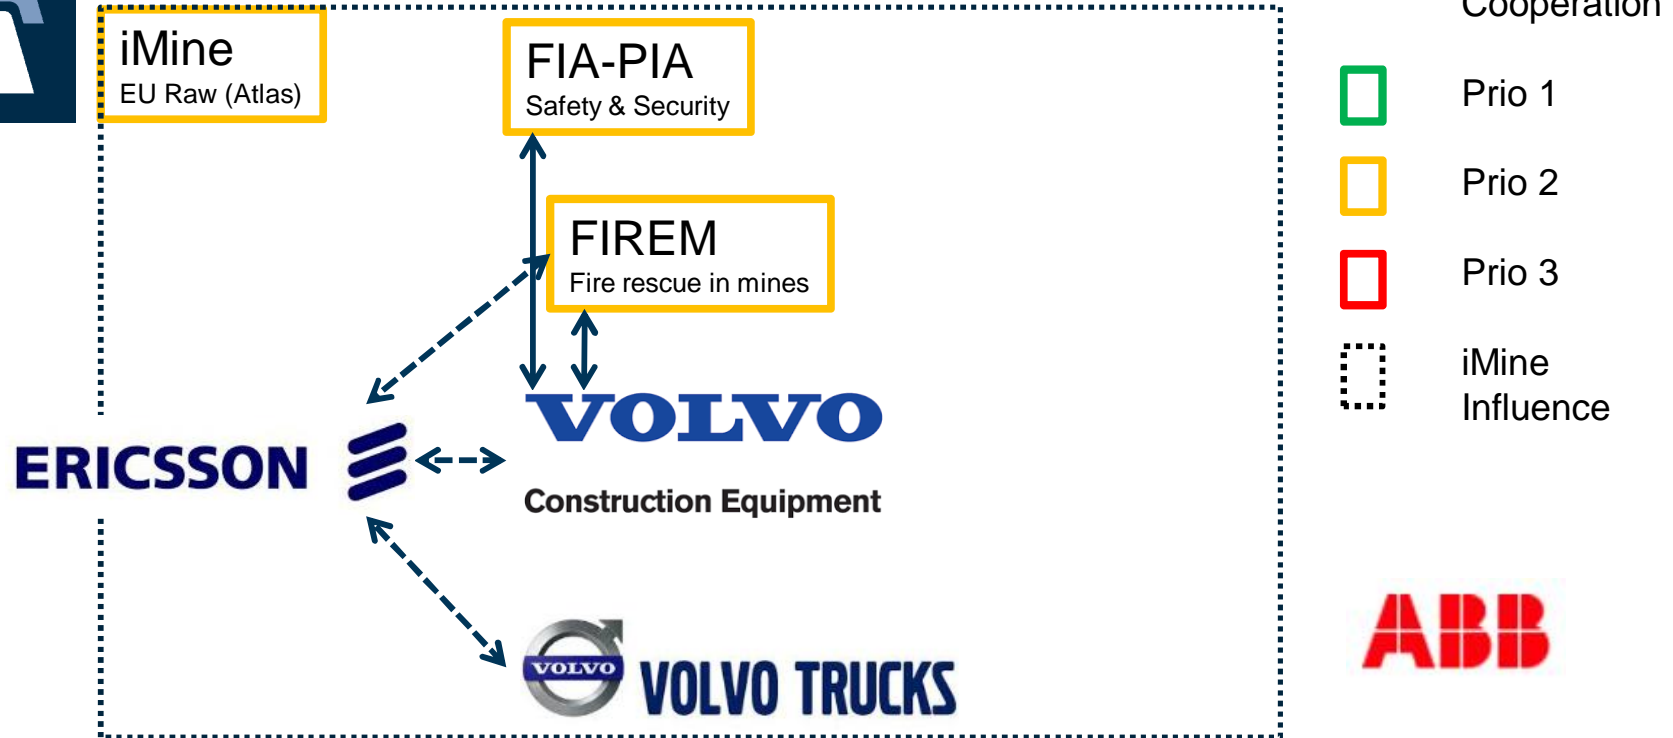 iMine
EU Raw (Atlas)
FIA-PIA
Safety & Security
FIREM
Fire rescue in mines
ERICSSON
VOLVO
Construction Equipment
VOLVO
VOLVO TRUCKS
Cooperation
Prio 1
Prio 2
Prio 3
iMine
Influence
ABB